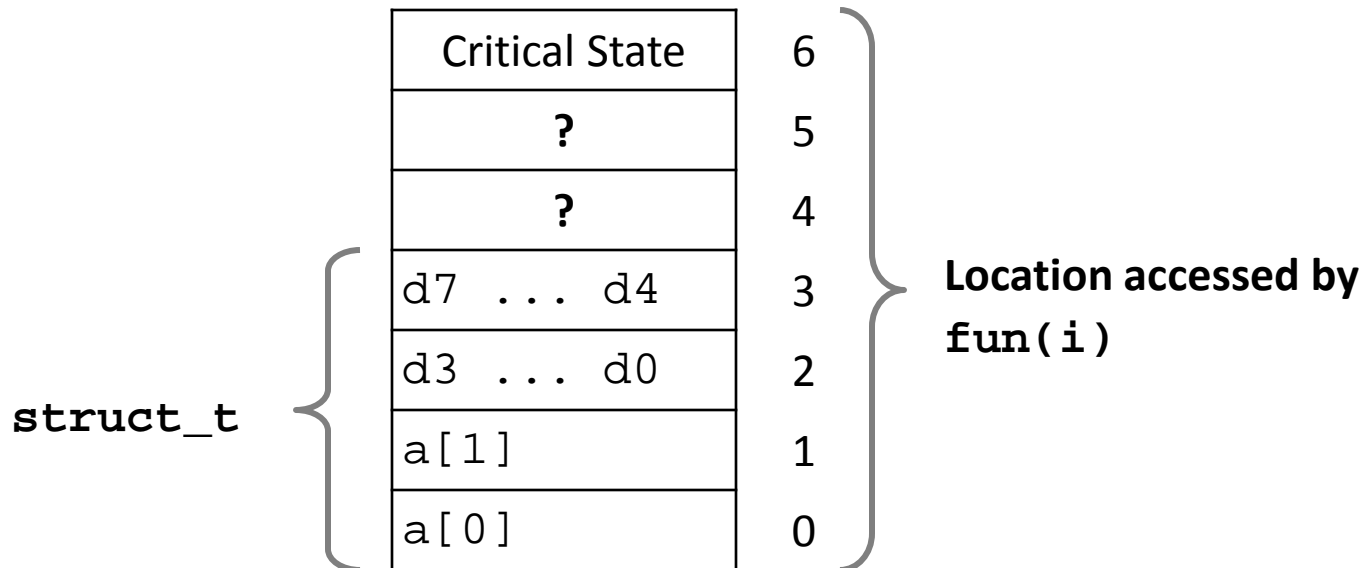 Critical State 6
? 5
? 4
d7 ... d4 3
d3 ... d0 2
a[1] 1
a[0] 0
struct_t
Location accessed by
fun(i)